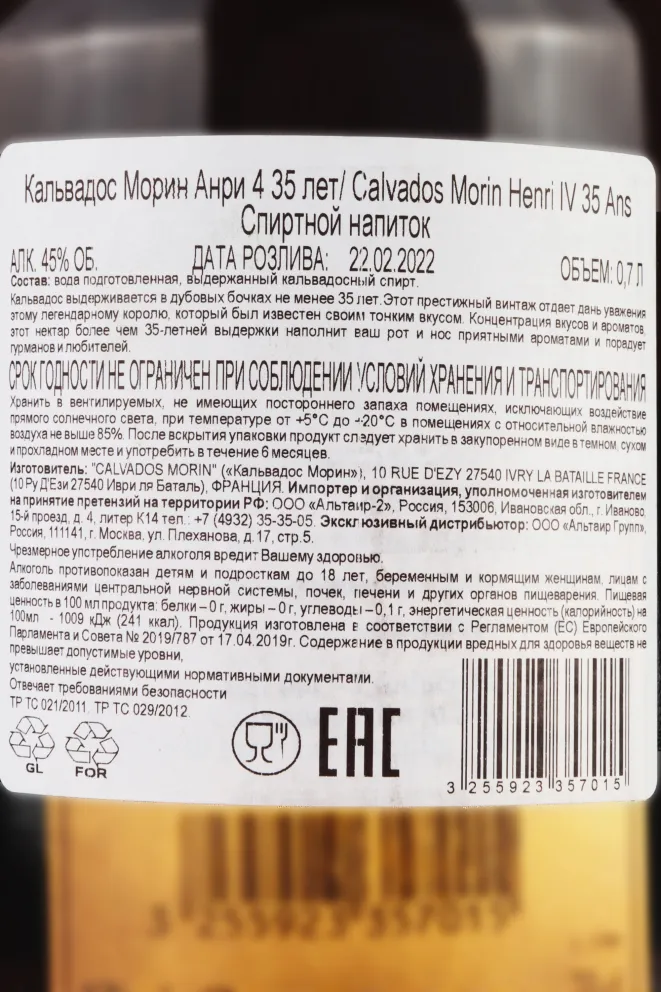 Кальвадос Морин Анри 4 35 лет/ Calvados Morin Henri IV 35 Ans
Спиртной напиток
АЛК. 45% ОБ. ДАТА РОЗЛИВА: 22.02.2022 ОБЪЕМ: 0,7 Л
Состав: вода подготовленная, выдержанный кальвадосный спирт.
Кальвадос выдерживается в дубовых бочках не менее 35 лет. Этот престижный винтаж отдает дань уважения
этому легендарному королю, который был известен своим тонким вкусом. Концентрация вкусов и ароматов,
этот нектар более чем 35-летней выдержки наполнит ваш рот и нос приятными ароматами и порадует
гурманов и любителей.
СРОК ГОДНОСТИ НЕ ОГРАНИЧЕН ПРИ СОБЛЮДЕНИИ УСЛОВИЙ ХРАНЕНИЯ И ТРАНСПОРТИРОВАНИЯ
Хранить в вентилируемых, не имеющих постороннего запаха помещениях, исключающих воздействие
прямого солнечного света, при температуре от +5°С до +20°С в помещениях с относительной влажностью
воздуха не выше 85%. После вскрытия упаковки продукт следует хранить в закупоренном виде в темном, сухом
и прохладном месте и употребить в течение 6 месяцев.
Изготовитель: "CALVADOS MORIN" («Кальвадос Морин»), 10 RUE D'EZY 27540 IVRY LA BATAILLE FRANCE
(10 Ру Д'Ези 27540 Иври ля Баталь), ФРАНЦИЯ. Импортер и организация, уполномоченная изготовителем
на принятие претензий на территории РФ: ООО «Альтаир-2», Россия, 153006, Ивановская обл., г. Иваново,
15-й проезд, д. 4, литер К14 тел.: +7 (4932) 35-35-05. Эксклюзивный дистрибьютор: ООО «Альтаир Групп»,
Россия, 111141, г. Москва, ул. Плеханова, д. 17, стр.5.
Чрезмерное употребление алкоголя вредит Вашему здоровью.
Алкоголь противопоказан детям и подросткам до 18 лет, беременным и кормящим женщинам, лицам с
заболеваниями центральной нервной системы, почек, печени и других органов пищеварения. Пищевая
ценность в 100 мл продукта: белки – 0 г, жиры – 0 г, углеводы – 0,1 г, энергетическая ценность (калорийность) на
100мл - 1009 кДж (241 ккал). Продукция изготовлена в соответствии с Регламентом (ЕС) Европейского
Парламента и Совета № 2019/787 от 17.04.2019г. Содержание в продукции вредных для здоровья веществ не
превышает допустимые уровни,
установленные действующими нормативными документами.
Отвечает требованиями безопасности
ТР ТС 021/2011, ТР ТС 029/2012.
GL FOR EAC
3 255923 357015
3 255923 357015